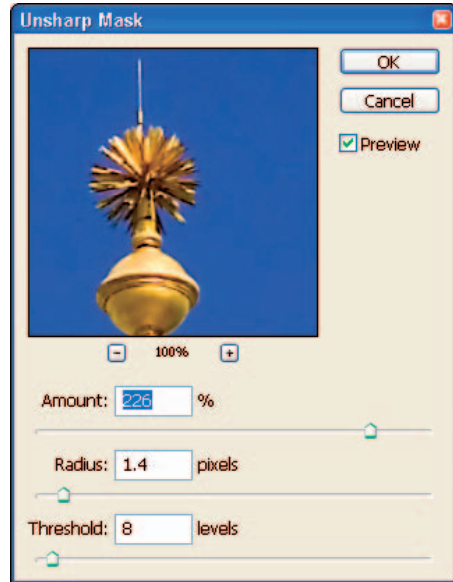 Unsharp Mask
OK
Cancel
Preview
- 100% +
Amount: 226 %
Radius: 1.4 pixels
Threshold: 8 levels